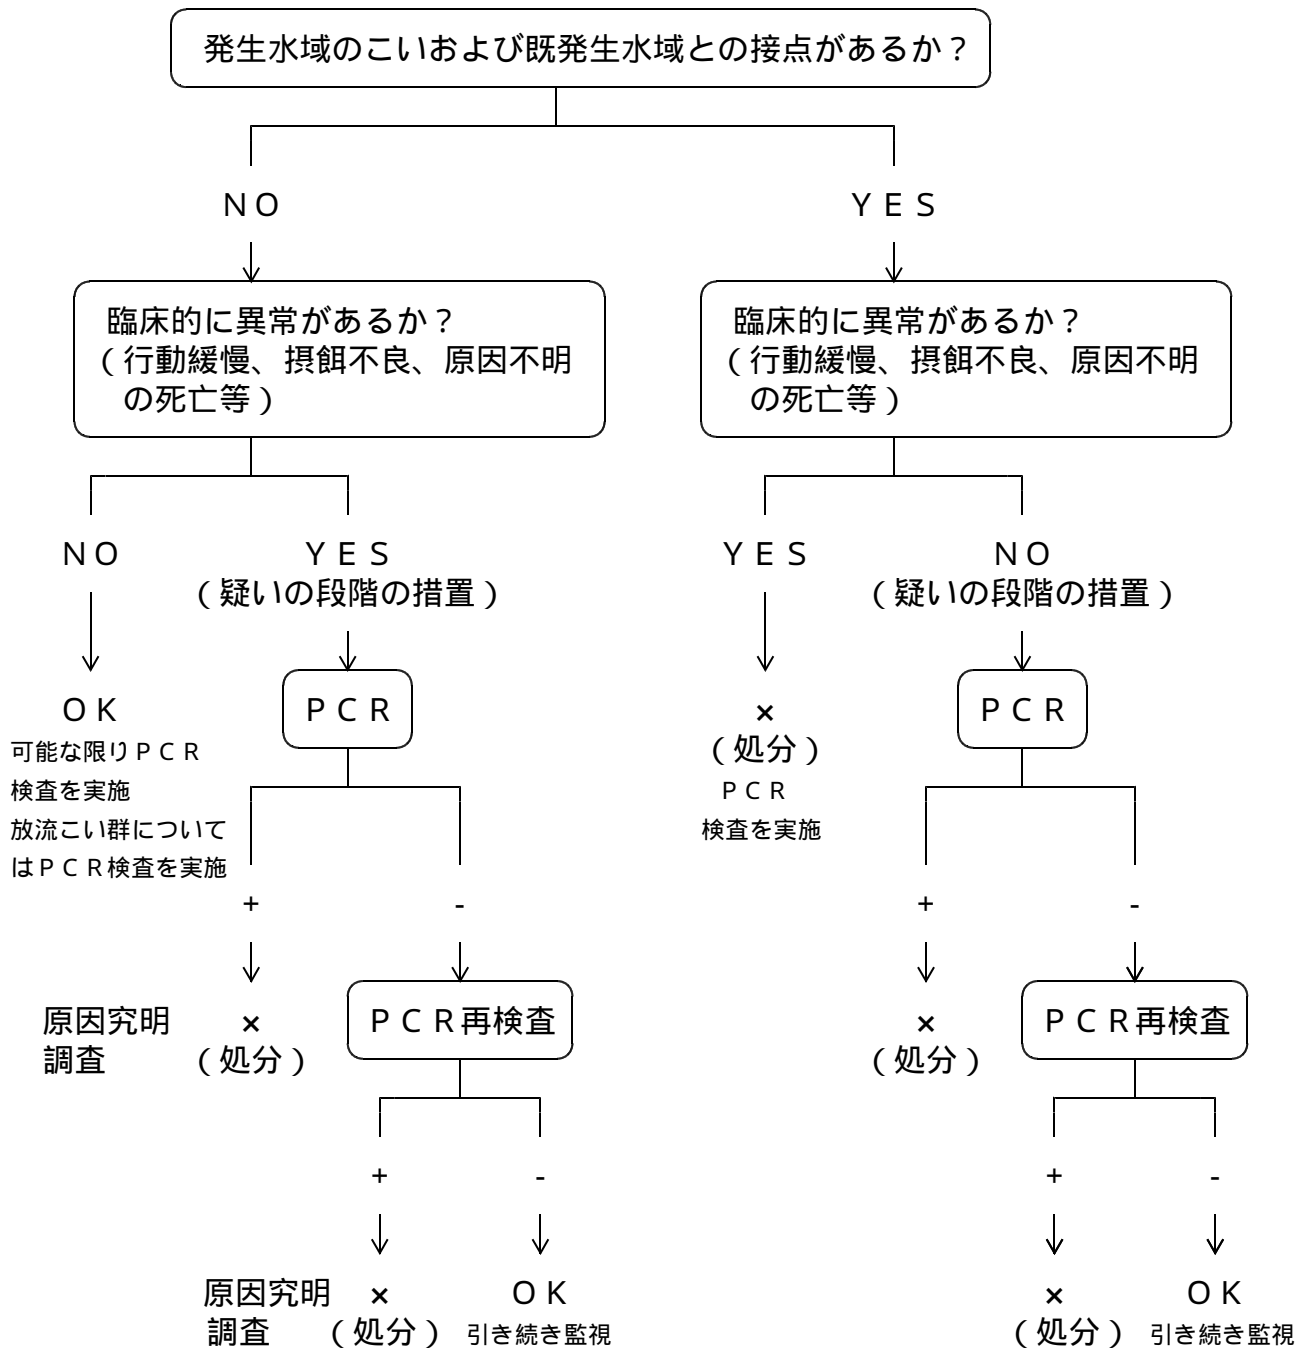 発生水域のこいおよび既発生水域との接点があるか？
ＮＯ
ＹＥＳ
臨床的に異常があるか？
（行動緩慢、摂餌不良、原因不明
の死亡等）
臨床的に異常があるか？
（行動緩慢、摂餌不良、原因不明
の死亡等）
ＮＯ
ＹＥＳ
（疑いの段階の措置）
ＹＥＳ
ＮＯ
（疑いの段階の措置）
ＯＫ
可能な限りＰＣＲ
検査を実施
放流こい群について
はＰＣＲ検査を実施
ＰＣＲ
×
（処分）
ＰＣＲ
検査を実施
ＰＣＲ
+
-
+
-
原因究明
調査
×
（処分）
ＰＣＲ再検査
×
（処分）
ＰＣＲ再検査
+
-
+
-
原因究明
調査
×
（処分）
ＯＫ
引き続き監視
×
（処分）
ＯＫ
引き続き監視